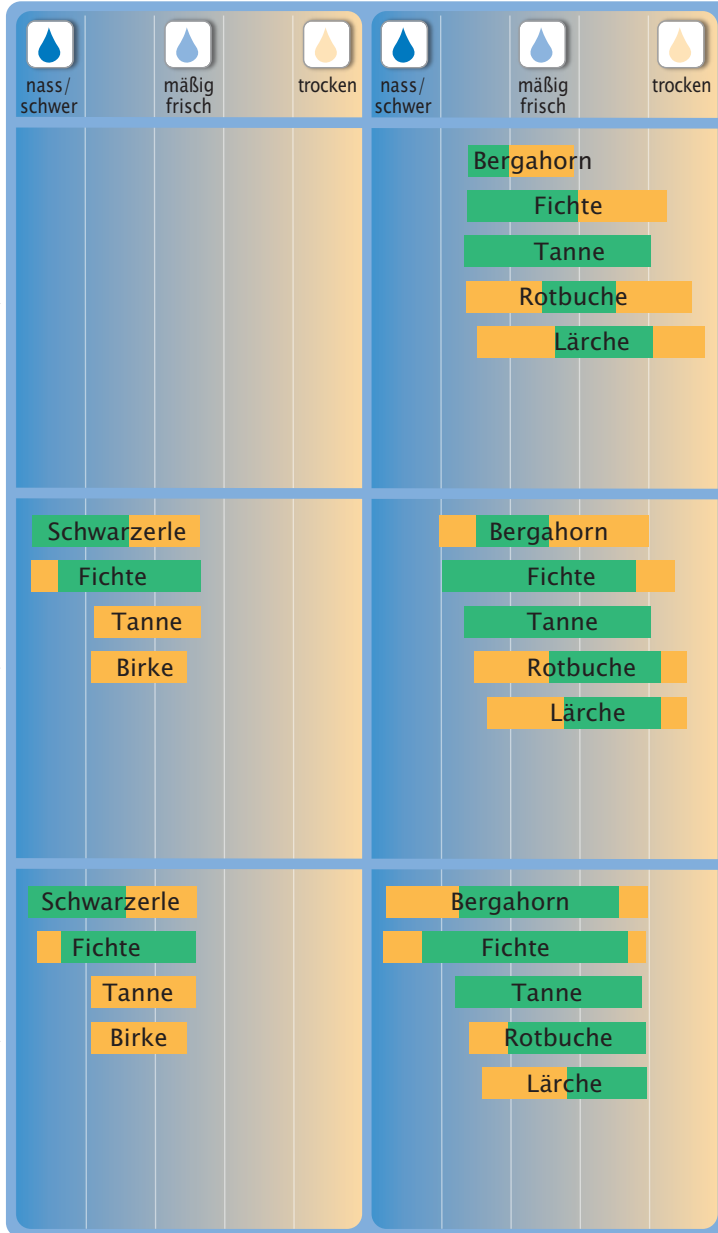 nass/
schwer
mäßig
frisch
trocken
nass/
schwer
mäßig
frisch
trocken
Bergahorn
Fichte
Tanne
Rotbuche
Lärche
Schwarzerle
Fichte
Tanne
Birke
Bergahorn
Fichte
Tanne
Rotbuche
Lärche
Schwarzerle
Fichte
Tanne
Birke
Bergahorn
Fichte
Tanne
Rotbuche
Lärche